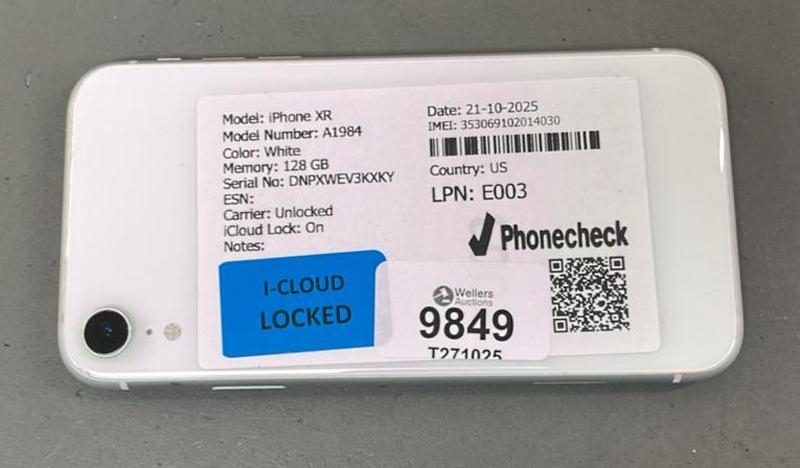 Model: iPhone XR
Model Number: A1984
Color: White
Memory: 128 GB
Serial No: DNPXWEV3KXKY
ESN:
Carrier: Unlocked
iCloud Lock: On
Notes:
Date: 21-10-2025
IMEI: 353069102014030
Country: US
LPN: E003
Phonecheck
I-CLOUD
LOCKED
Wellers
Auctions
9849
T271025